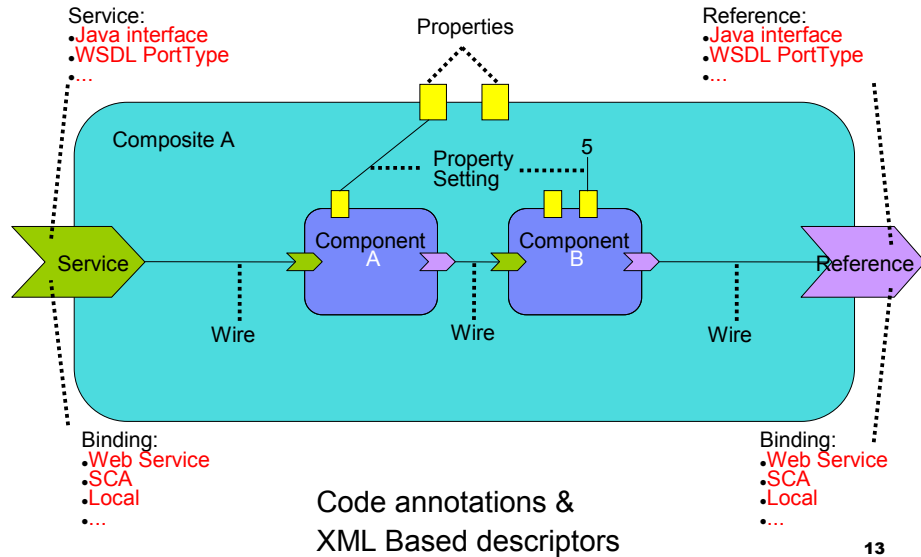 Service:
•Java interface
•WSDL PortType
•...
Properties
Reference:
•Java interface
•WSDL PortType
•...
Composite A
Property
Setting
5
Service
Component
A
Component
B
Reference
Wire
Wire
Wire
Binding:
•Web Service
•SCA
•Local
•...
Binding:
•Web Service
•SCA
•Local
•...
Code annotations &
XML Based descriptors
13